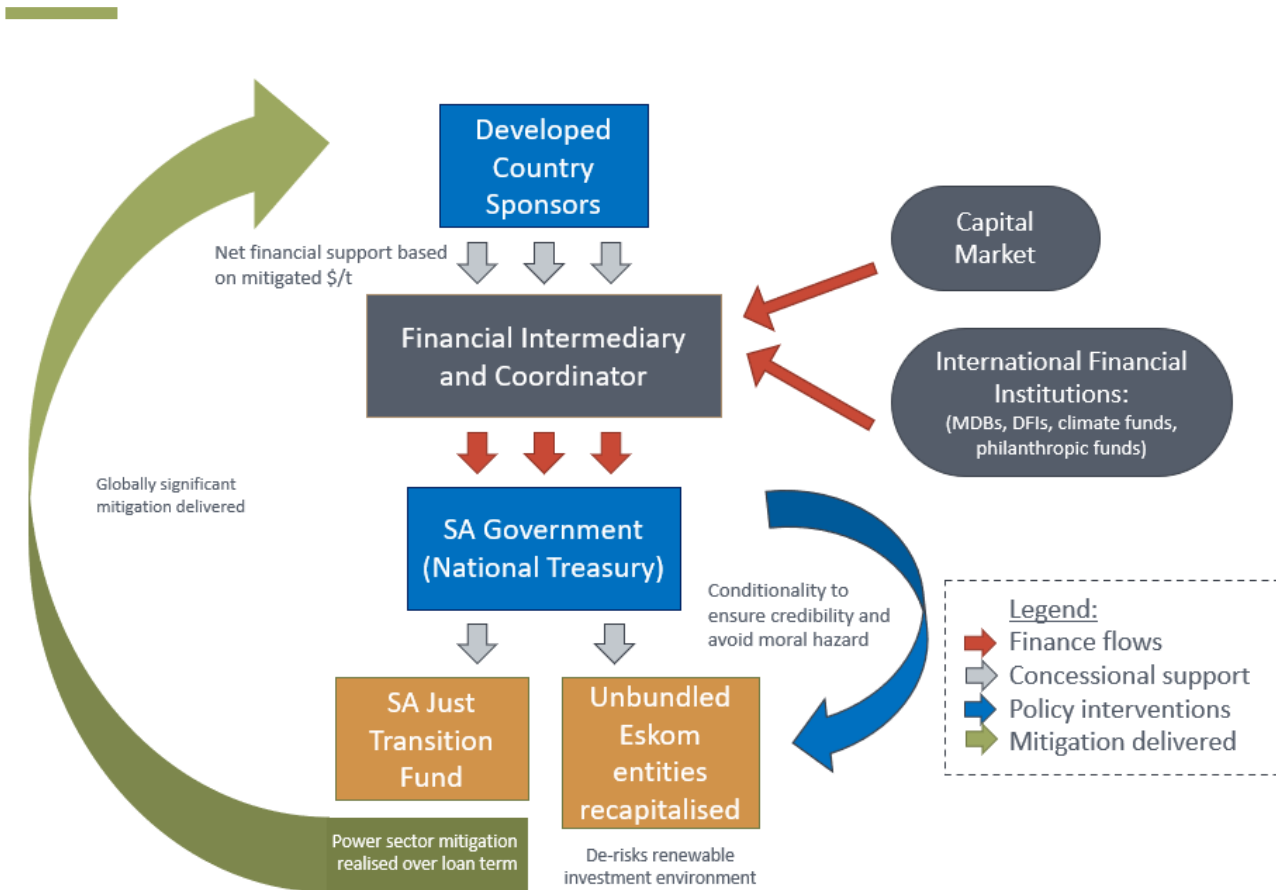 Developed
Country
Sponsors
Net financial support based
on mitigated $/t
Capital
Market
Financial Intermediary
and Coordinator
International Financial
Institutions:
(MDBs, DFIs, climate funds,
philanthropic funds)
Globally significant
mitigation delivered
SA Government
(National Treasury)
Conditionality to
ensure credibility and
avoid moral hazard
Legend:
Finance flows
Concessional support
Policy interventions
Mitigation delivered
SA Just
Transition
Fund
Unbundled
Eskom
entities
recapitalised
Power sector mitigation
realised over loan term
De-risks renewable
investment environment